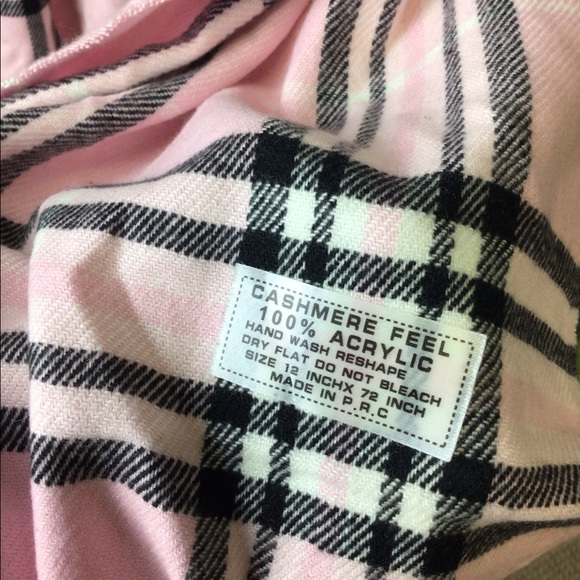 CASHMERE FEEL
100% ACRYLIC
HAND WASH RESHAPE
DRY FLAT DO NOT BLEACH
SIZE 12 INCHX 72 INCH
MADE IN P.R.C